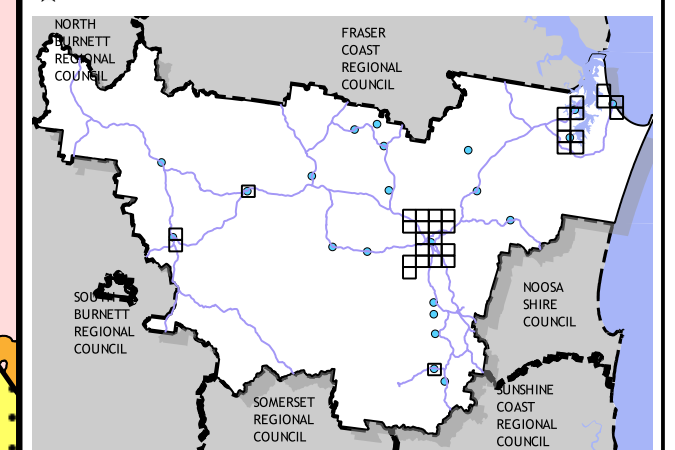 NORTH
BURNETT
REGIONAL
COUNCIL
FRASER
COAST
REGIONAL
COUNCIL
SOUTH
BURNETT
REGIONAL
COUNCIL
NOOSA
SHIRE
COUNCIL
SOMERSET
REGIONAL
COUNCIL
SUNSHINE
COAST
REGIONAL
COUNCIL